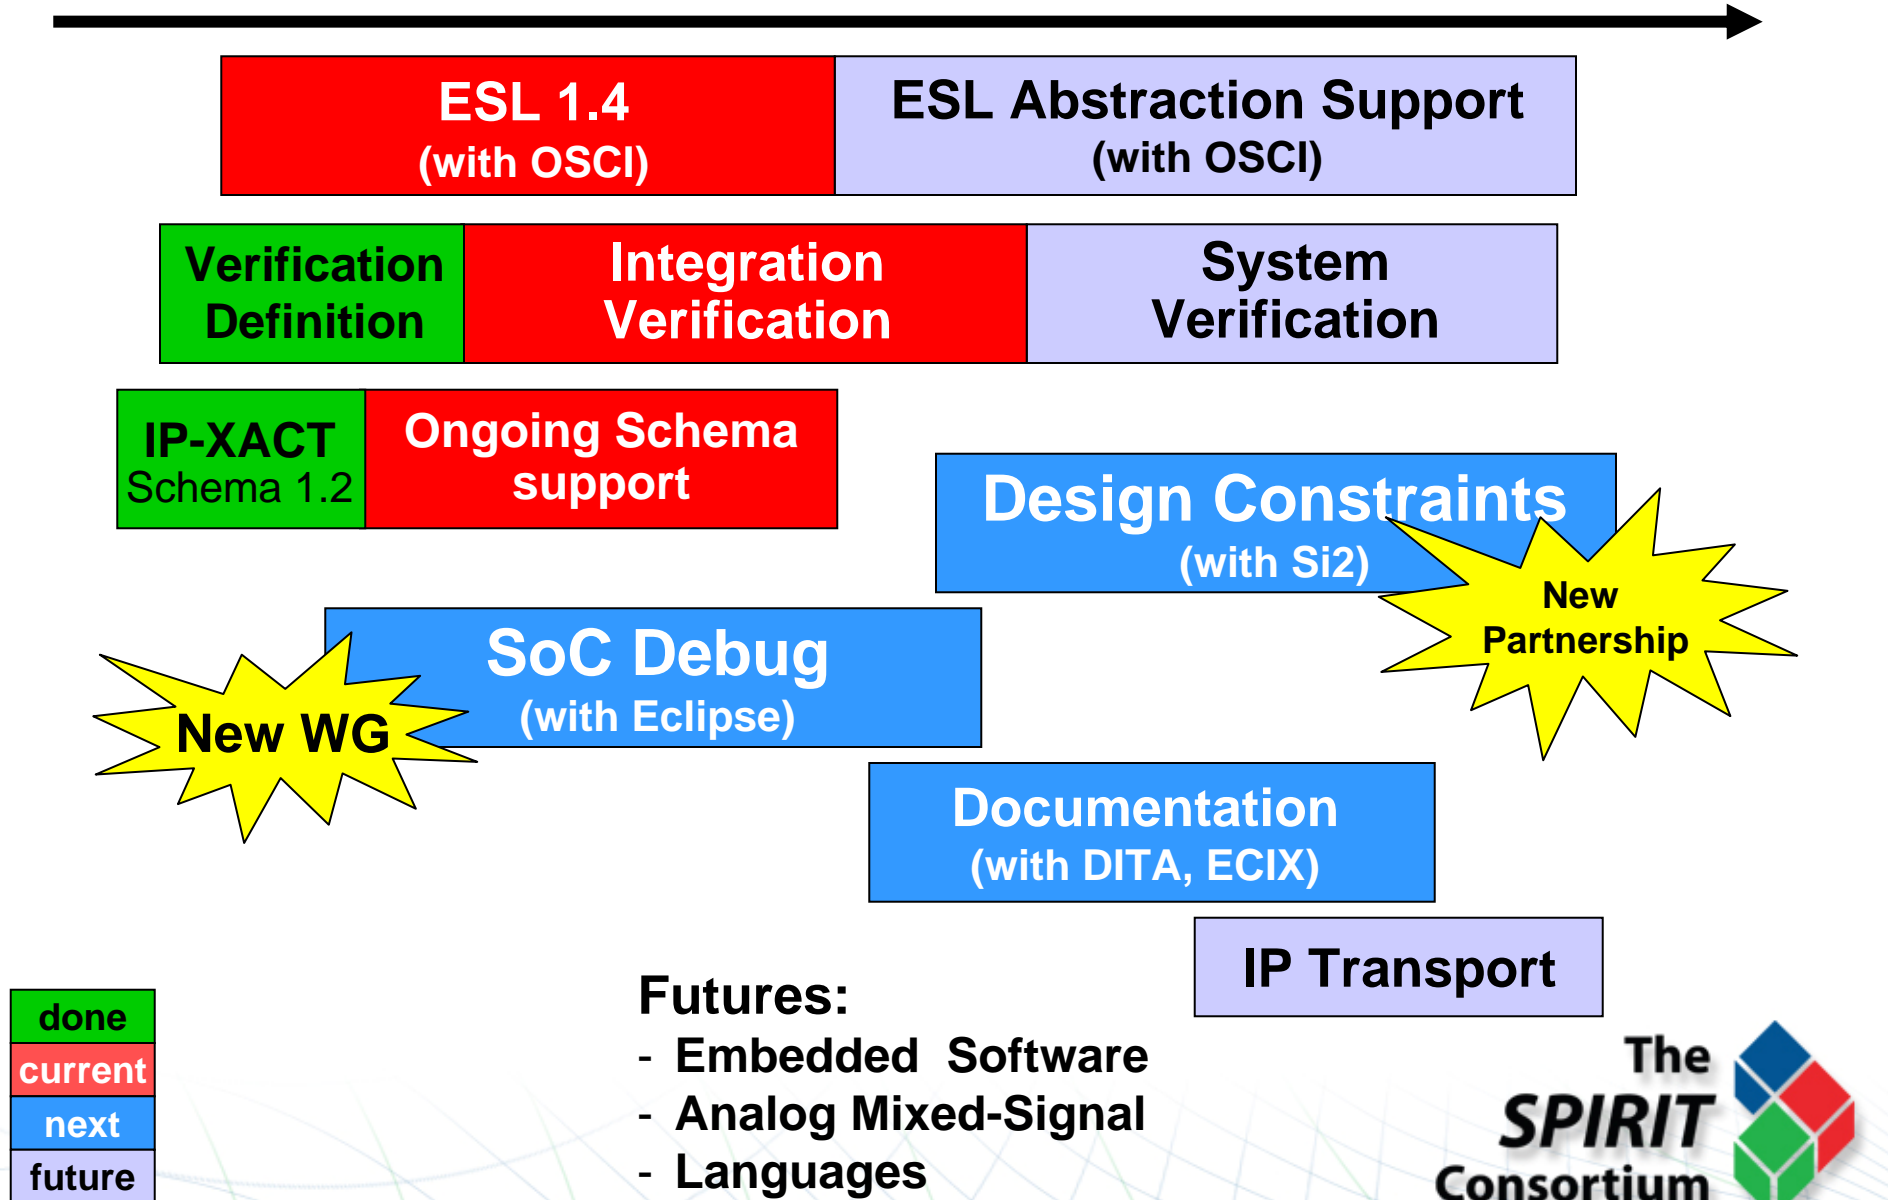 ESL 1.4
(with OSCI)
ESL Abstraction Support
(with OSCI)
Verification
Definition
Integration
Verification
System
Verification
IP-XACT
Schema 1.2
Ongoing Schema
support
Design Constraints
(with Si2)
New
Partnership
SoC Debug
(with Eclipse)
New WG
Documentation
(with DITA, ECIX)
IP Transport
Futures:
- Embedded Software
- Analog Mixed-Signal
- Languages
done
current
next
future
The
SPIRIT
Consortium